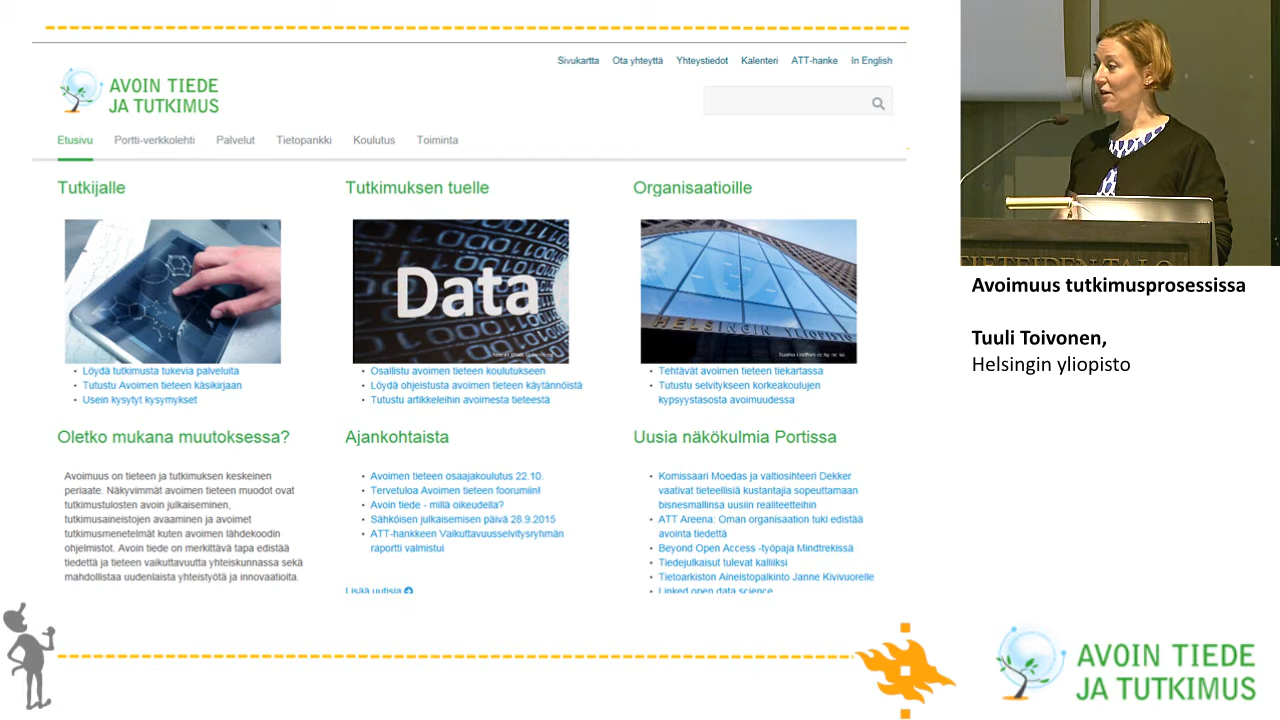 Sivukartta Ota yhteyttä Yhteystiedot Kalenteri ATT-hanke In English
AVOIN TIEDE
JA TUTKIMUS
Etusivu Portti-verkkolehti Palvelut Tietopankki Koulutus Toiminta
Tutkijalle
Löydä tutkimusta tukevia palveluita
Tutustu Avoimen tieteen käsikirjaan
Usein kysytyt kysymykset
Tutkimuksen tuelle
Data
Osallistu avoimen tieteen koulutukseen
Löydä ohjeistusta avoimen tieteen käytännöistä
Tutustu artikkeleihin avoimesta tieteestä
Organisaatioille
HELSINGIN YLIOPISTO
Tehtävät avoimen tieteen tiekartassa
Tutustu selvitykseen korkeakoulujen
kypsyystasosta avoimuudessa
Oletko mukana muutoksessa?
Avoimuus on tieteen ja tutkimuksen keskeinen
periaate. Näkyvimmät avoimen tieteen muodot ovat
tutkimustulosten avoin julkaiseminen,
tutkimusaineistojen avaaminen ja avoimet
tutkimusmenetelmät kuten avoimen lähdekoodin
ohjelmistot. Avoin tiede on merkittävä tapa edistää
tiedettä ja tieteen vaikuttavuutta yhteiskunnassa sekä
mahdollistaa uudenlaista yhteistyötä ja innovaatioita.
Ajankohtaista
Avoimen tieteen osaajakoulutus 22.10.
Tervetuloa Avoimen tieteen foorumiin!
Avoin tiede - millä oikeudella?
Sähköisen julkaisemisen päivä 28.9.2015
ATT-hankkeen Vaikuttavuusselvitysryhmän
raportti valmistui
Lisää uutisia
Uusia näkökulmia Portissa
Komissaari Moedas ja valtiosihteeri Dekker
vaativat tieteellisiä kustantajia sopeuttamaan
bisnesmallinsa uusiin realiteetteihin
ATT Areena: Oman organisaation tuki edistää
avointa tiedettä
Beyond Open Access -työpaja Mindtrekissä
Tiedejulkaisut tulevat kalliiksi
Tietoarkiston Aineistopalkinto Janne Kivivuorelle
Linked open data science
TIETEIDEN TALO
Avoimuus tutkimusprosessissa
Tuuli Toivonen,
Helsingin yliopisto
AVOIN TIEDE
JA TUTKIMUS